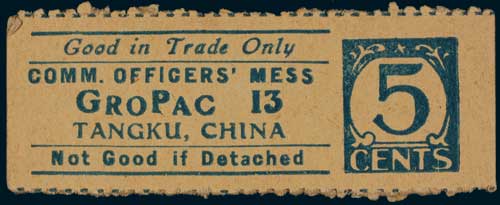 Good in Trade Only
COMM. OFFICERS' MESS
GROPAC 13
TANGKU, CHINA
Not Good if Detached
5
CENTS